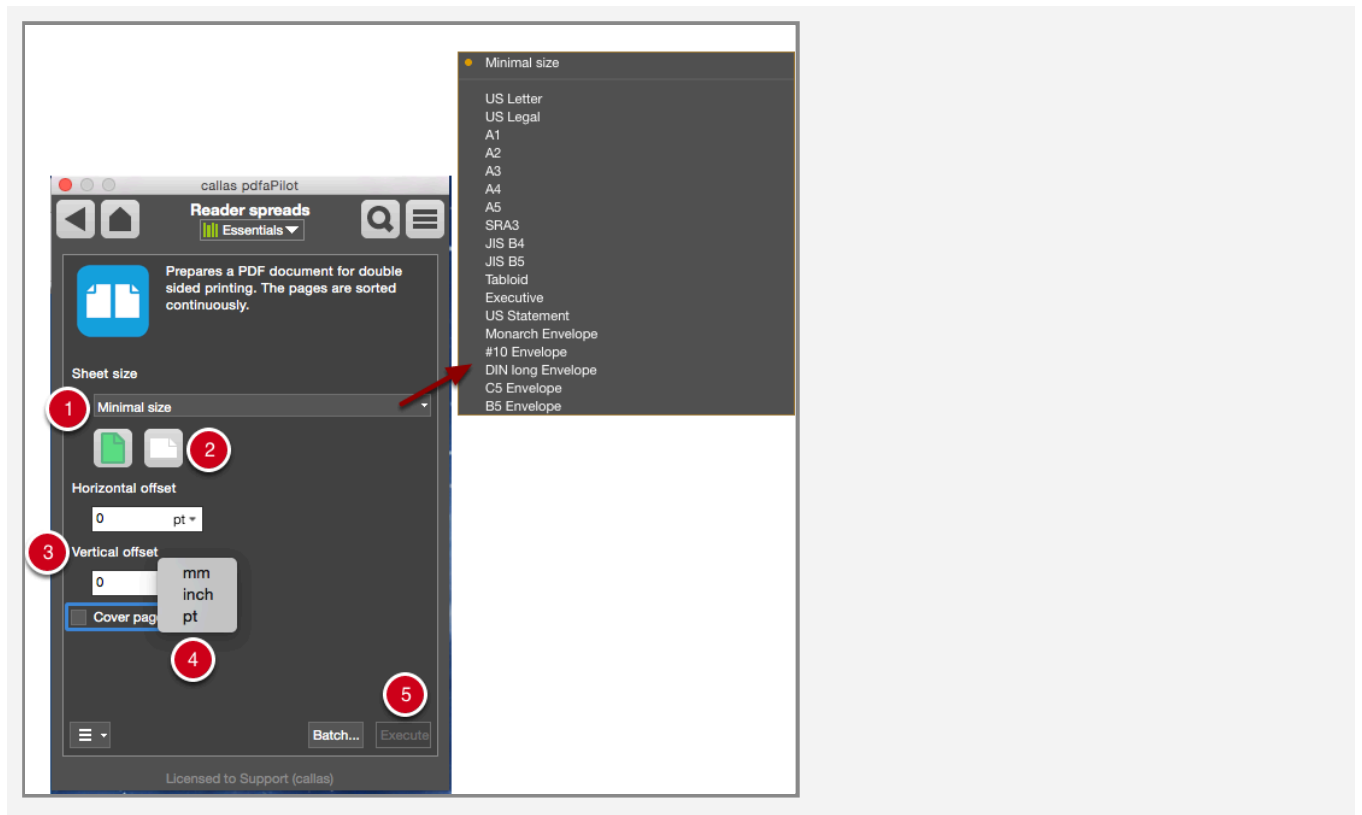 Minimal size
US Letter
US Legal
A1
A2
A3
A4
A5
SRA3
JIS B4
JIS B5
Tabloid
Executive
US Statement
Monarch Envelope
#10 Envelope
DIN long Envelope
C5 Envelope
B5 Envelope
callas pdfaPilot
Reader spreads
Essentials
Prepares a PDF document for double
sided printing. The pages are sorted
continuously.
Sheet size
1
Minimal size
2
Horizontal offset
0 pt
3
Vertical offset
0
mm
inch
pt
Cover pag
4
5
Batch... Execute
Licensed to Support (callas)